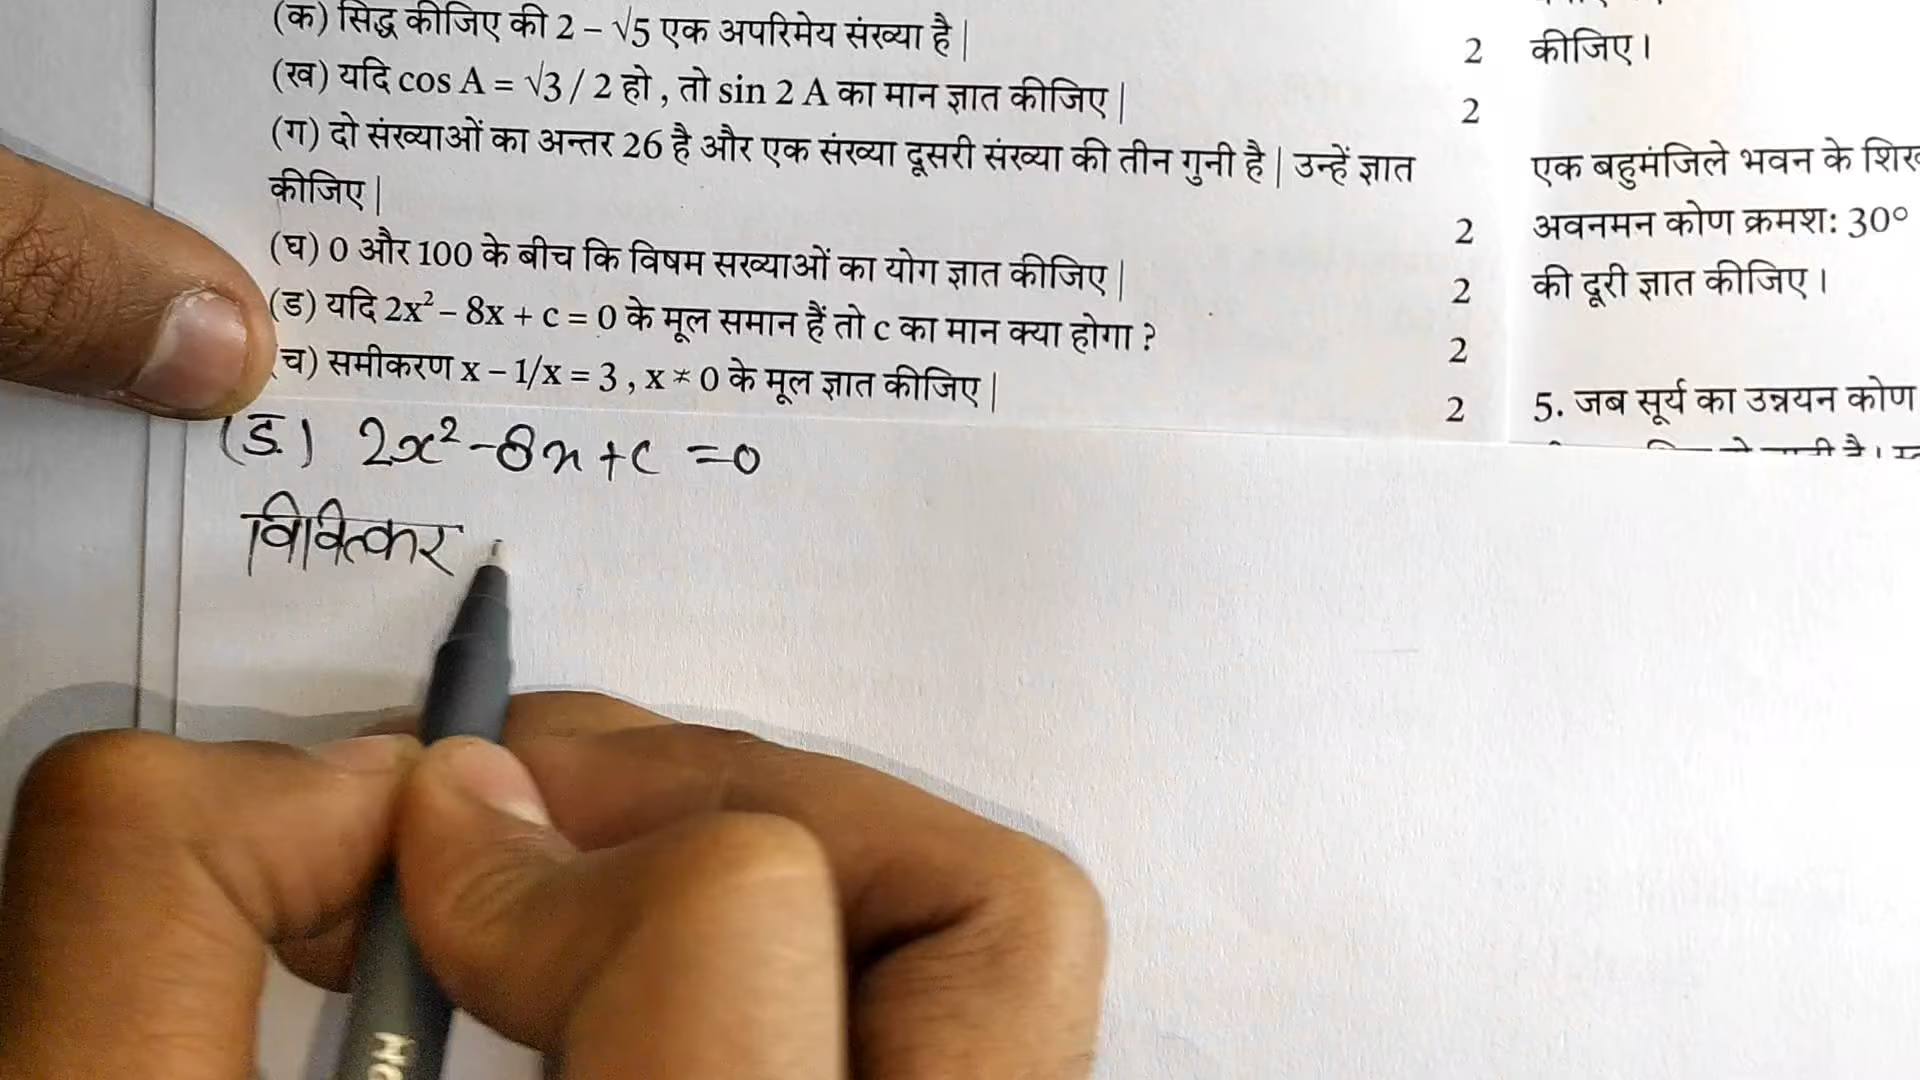 (क) सिद्ध कीजिए की 2 – √5 एक अपरिमेय संख्या है |
2
(ख) यदि cos A = √3 / 2 हो , तो sin 2 A का मान ज्ञात कीजिए |
2
(ग) दो संख्याओं का अन्तर 26 है और एक संख्या दूसरी संख्या की तीन गुनी है | उन्हें ज्ञात
कीजिए |
2
(घ) 0 और 100 के बीच कि विषम सख्याओं का योग ज्ञात कीजिए |
2
(ड) यदि 2x² – 8x + c = 0 के मूल समान हैं तो c का मान क्या होगा ?
2
(च) समीकरण x – 1/x = 3 , x * 0 के मूल ज्ञात कीजिए |
2
(ड.) 2x² -8x +c =0
विवित्कर
कीजिए ।
एक बहुमंजिले भवन के
अवनमन कोण क्रमश: 30°
की दूरी ज्ञात कीजिए ।
5. जब सूर्य का उन्नयन कोण